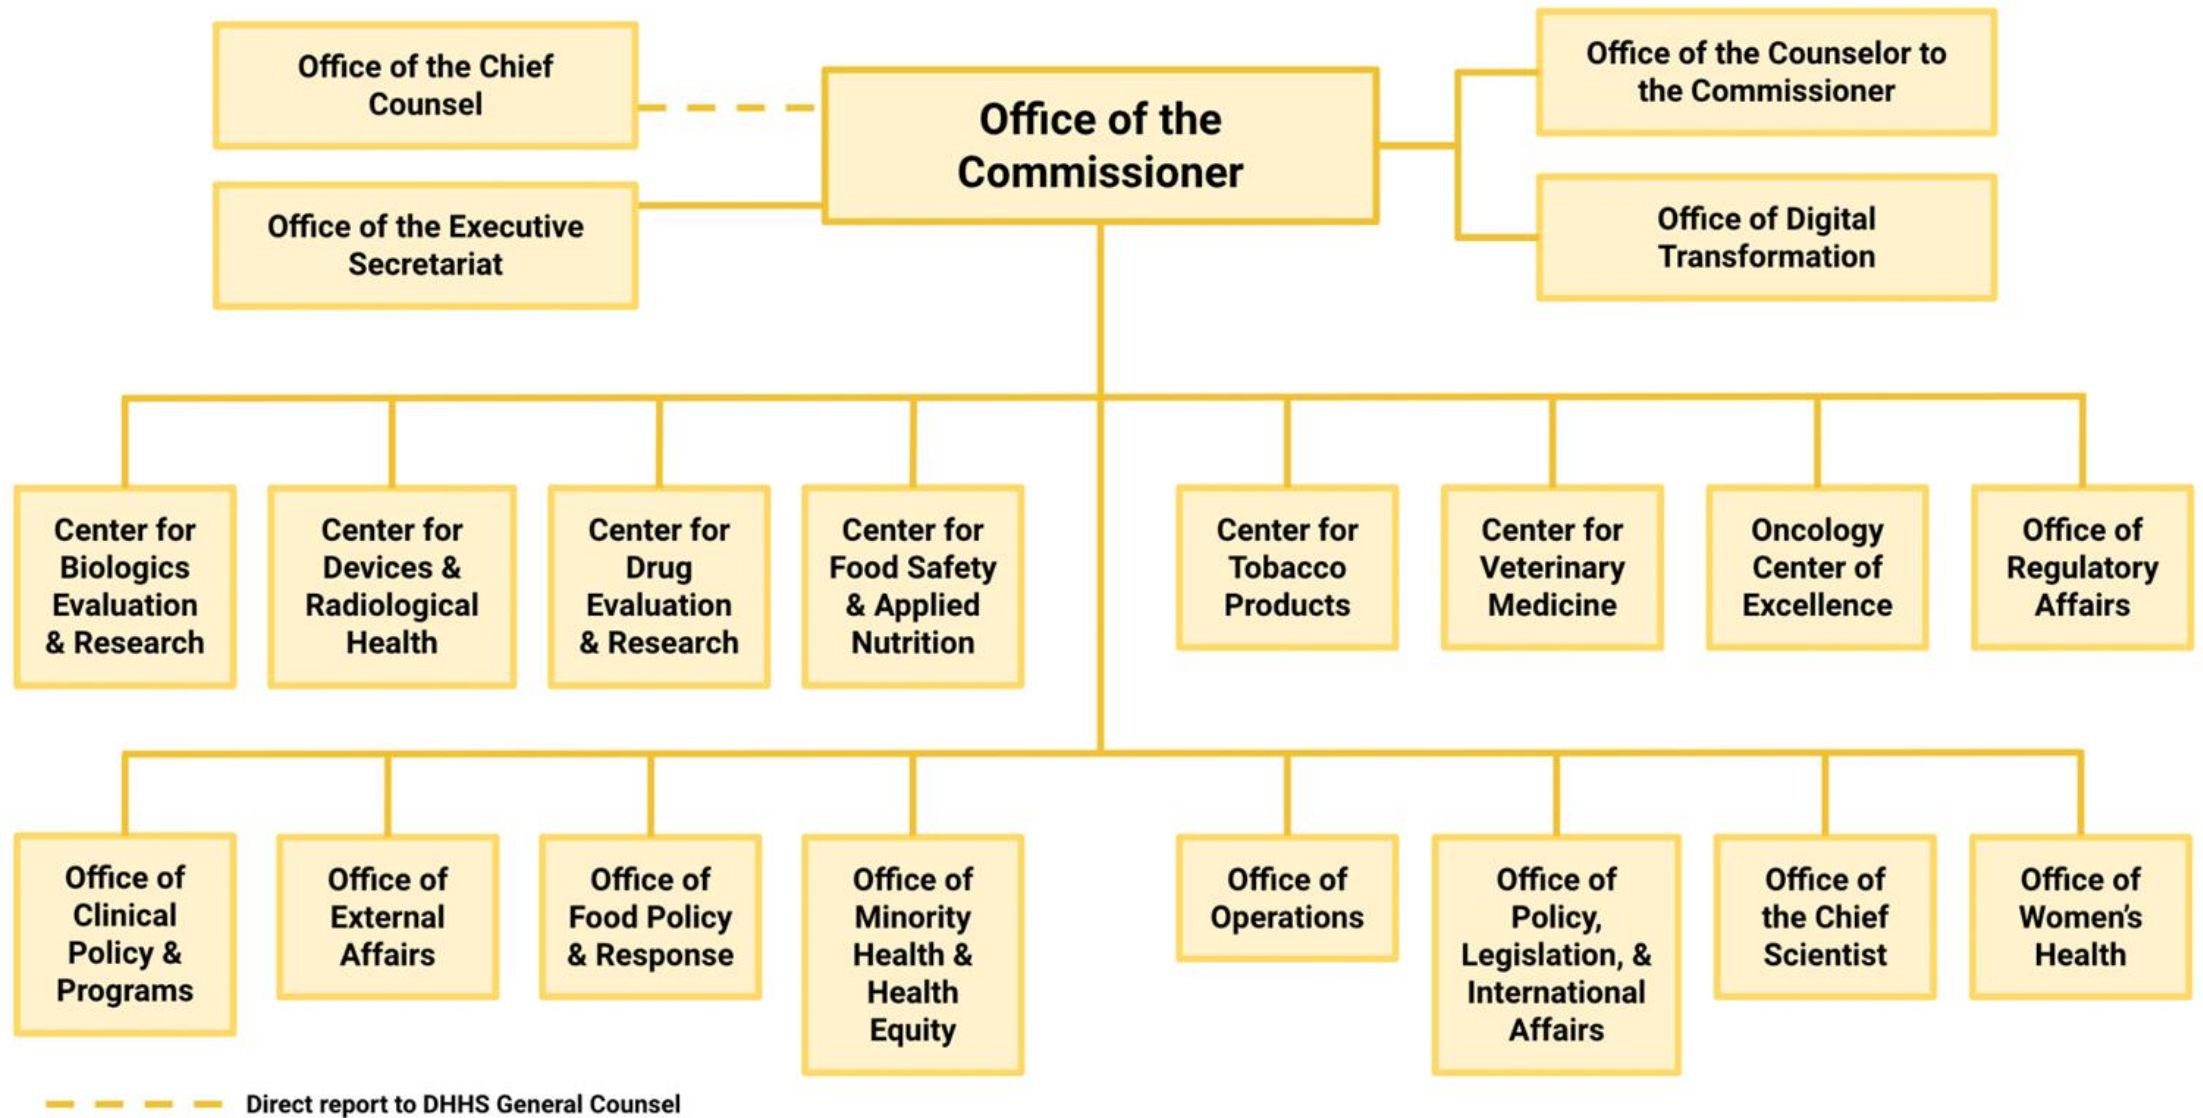 Office of the Chief
Counsel
Office of the
Commissioner
Office of the Counselor to
the Commissioner
Office of the Executive
Secretariat
Office of Digital
Transformation
Center for
Biologics
Evaluation
& Research
Center for
Devices &
Radiological
Health
Center for
Drug
Evaluation
& Research
Center for
Food Safety
& Applied
Nutrition
Center for
Tobacco
Products
Center for
Veterinary
Medicine
Oncology
Center of
Excellence
Office of
Regulatory
Affairs
Office of
Clinical
Policy &
Programs
Office of
External
Affairs
Office of
Food Policy
& Response
Office of
Minority
Health &
Health
Equity
Office of
Operations
Office of
Policy,
Legislation, &
International
Affairs
Office of
the Chief
Scientist
Office of
Women’s
Health
Direct report to DHHS General Counsel